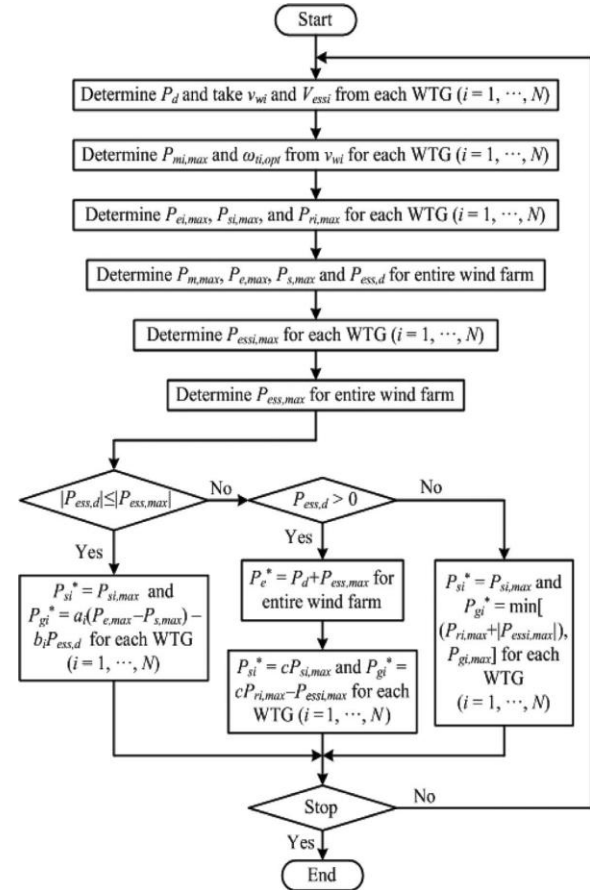 Start
Determine P_d and take v_wi and V_essi from each WTG (i = 1, ⋯, N)
Determine P_mi,max and ω_ti,opt from v_wi for each WTG (i = 1, ⋯, N)
Determine P_ei,max, P_si,max, and P_ri,max for each WTG (i = 1, ⋯, N)
Determine P_m,max, P_e,max, P_s,max and P_ess,d for entire wind farm
Determine P_essi,max for each WTG (i = 1, ⋯, N)
Determine P_ess,max for entire wind farm
|P_ess,d|≤|P_ess,max|
No
Yes
P_ess,d > 0
No
Yes
P_si* = P_si,max and
P_gi* = a_i(P_e,max−P_s,max) −
b_iP_ess,d for each WTG
(i = 1, ⋯, N)
P_e* = P_d+P_ess,max for
entire wind farm
P_si* = cP_si,max and P_gi* =
cP_ri,max−P_essi,max for each
WTG (i = 1, ⋯, N)
P_si* = P_si,max and
P_gi* = min[
(P_ri,max+|P_essi,max|),
P_gi,max] for each
WTG
(i = 1, ⋯, N)
Stop
No
Yes
End